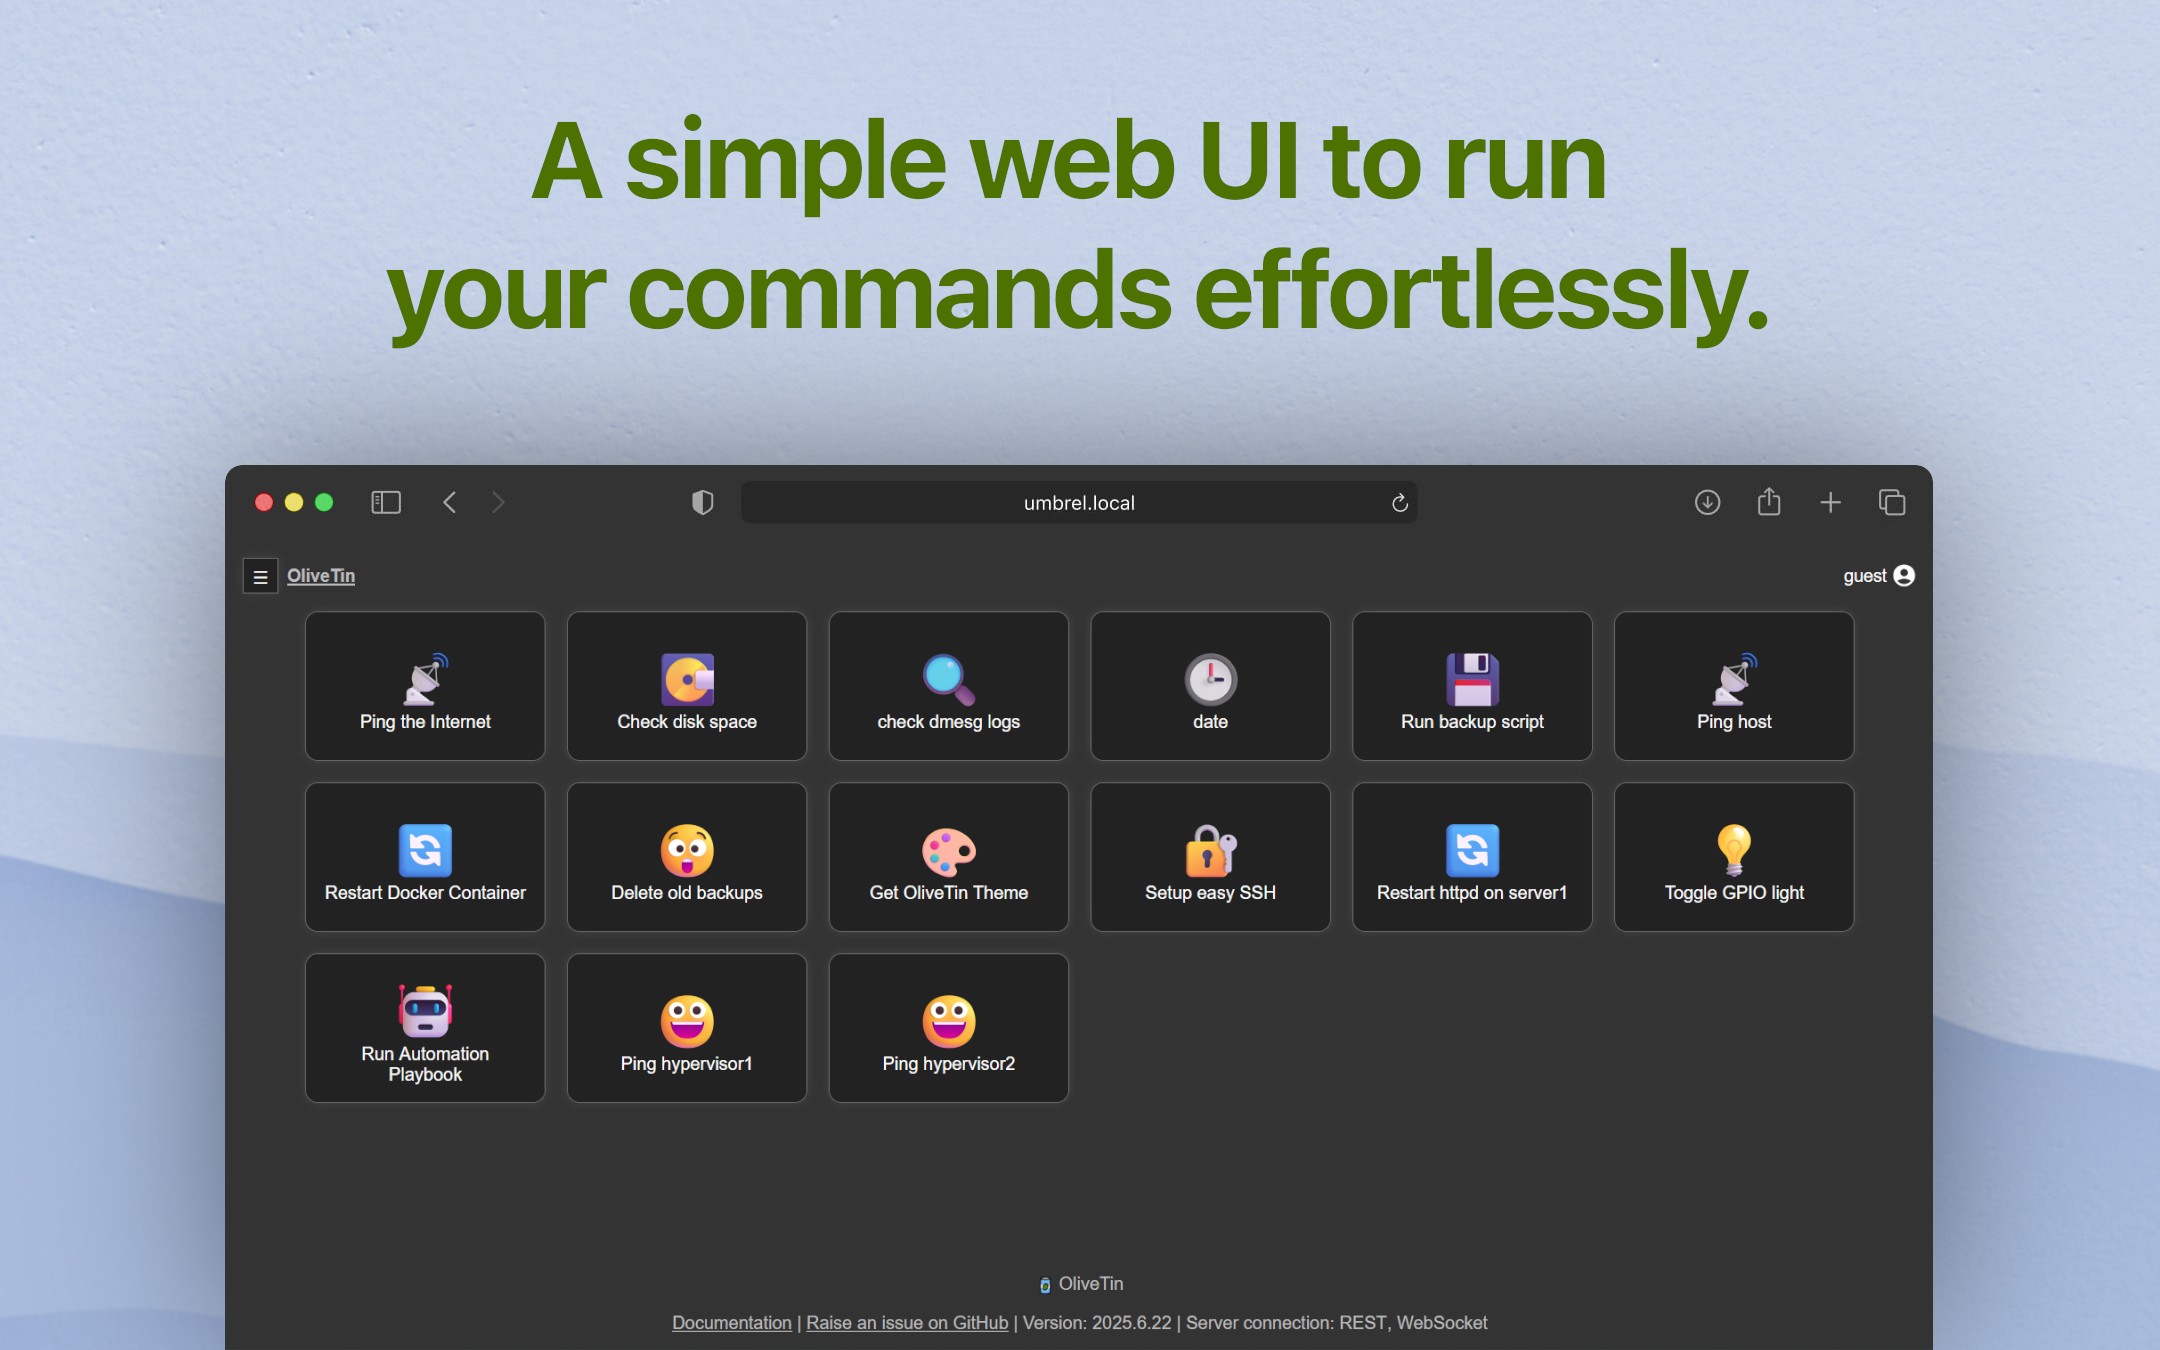 A simple web UI to run
your commands effortlessly.
umbrel.local
OliveTin
guest
Ping the Internet
Check disk space
check dmesg logs
date
Run backup script
Ping host
Restart Docker Container
Delete old backups
Get OliveTin Theme
Setup easy SSH
Restart httpd on server1
Toggle GPIO light
Run Automation
Playbook
Ping hypervisor1
Ping hypervisor2
OliveTin
Documentation | Raise an issue on GitHub | Version: 2025.6.22 | Server connection: REST, WebSocket